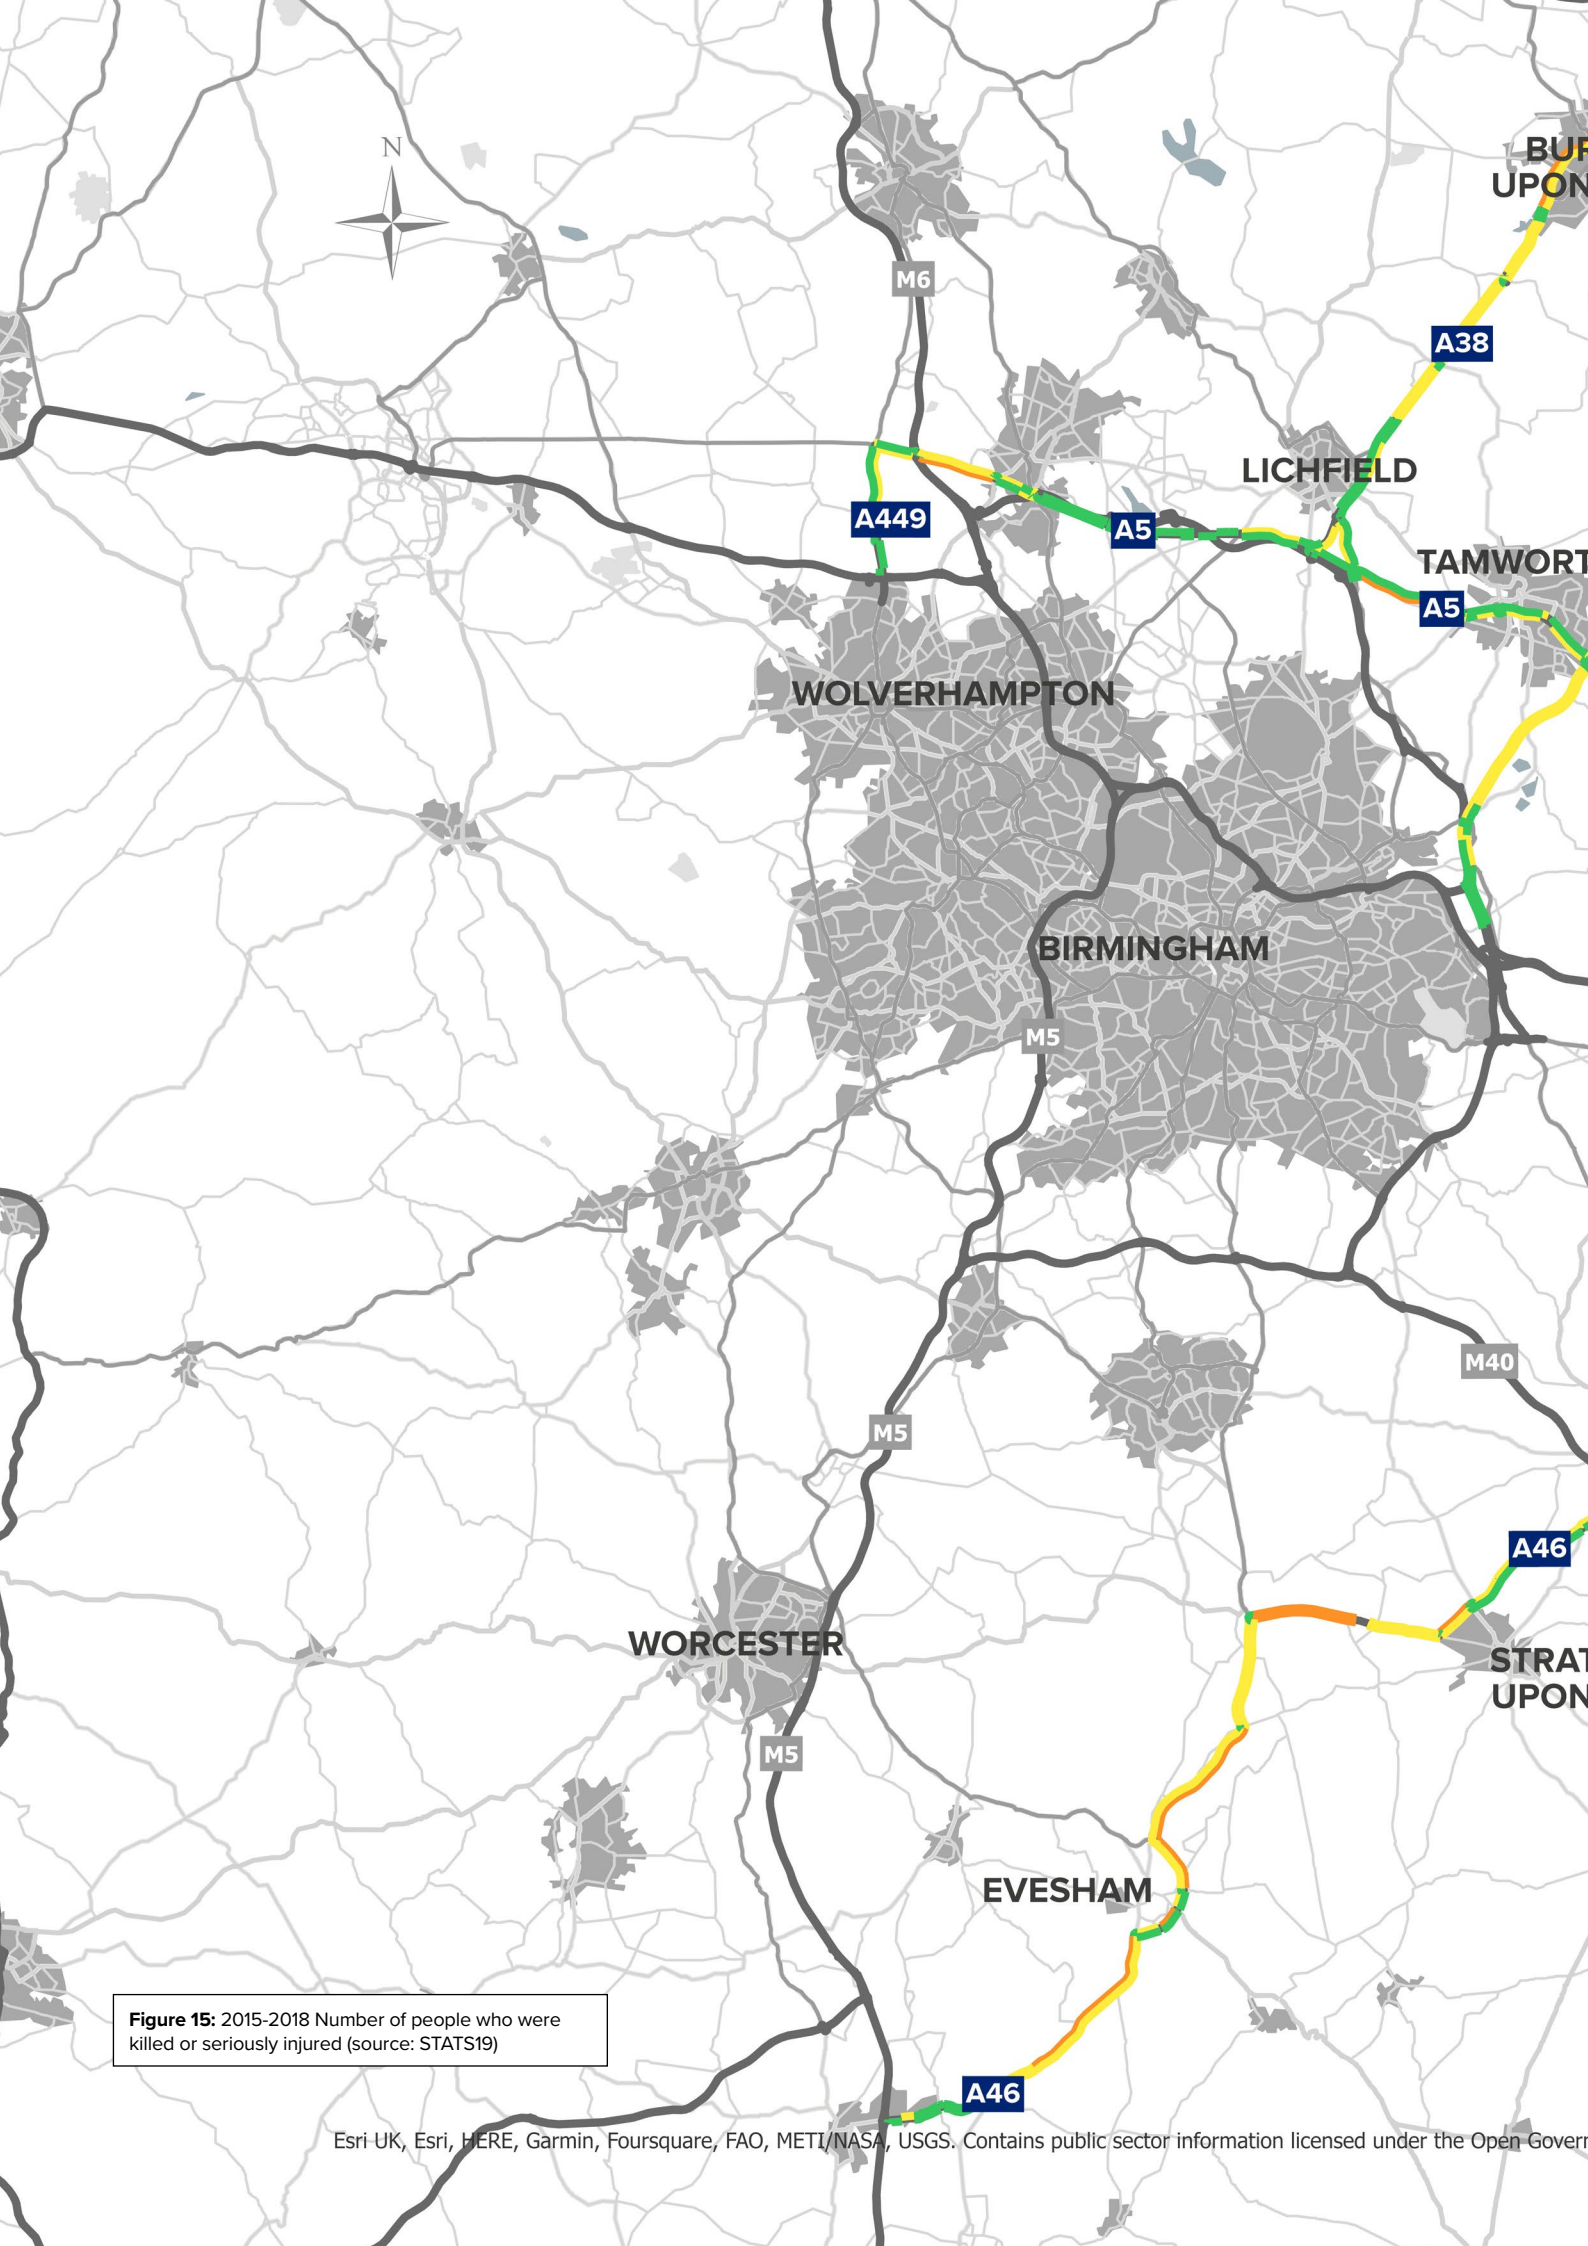 N
BUR
UPON
M6
A38
LICHFIELD
A449
A5
TAMWORT
A5
WOLVERHAMPTON
BIRMINGHAM
M5
M40
M5
A46
WORCESTER
STRAT
UPON
M5
EVESHAM
Figure 15: 2015-2018 Number of people who were
killed or seriously injured (source: STATS19)
A46
Esri UK, Esri, HERE, Garmin, Foursquare, FAO, METI/NASA, USGS. Contains public sector information licensed under the Open Govern